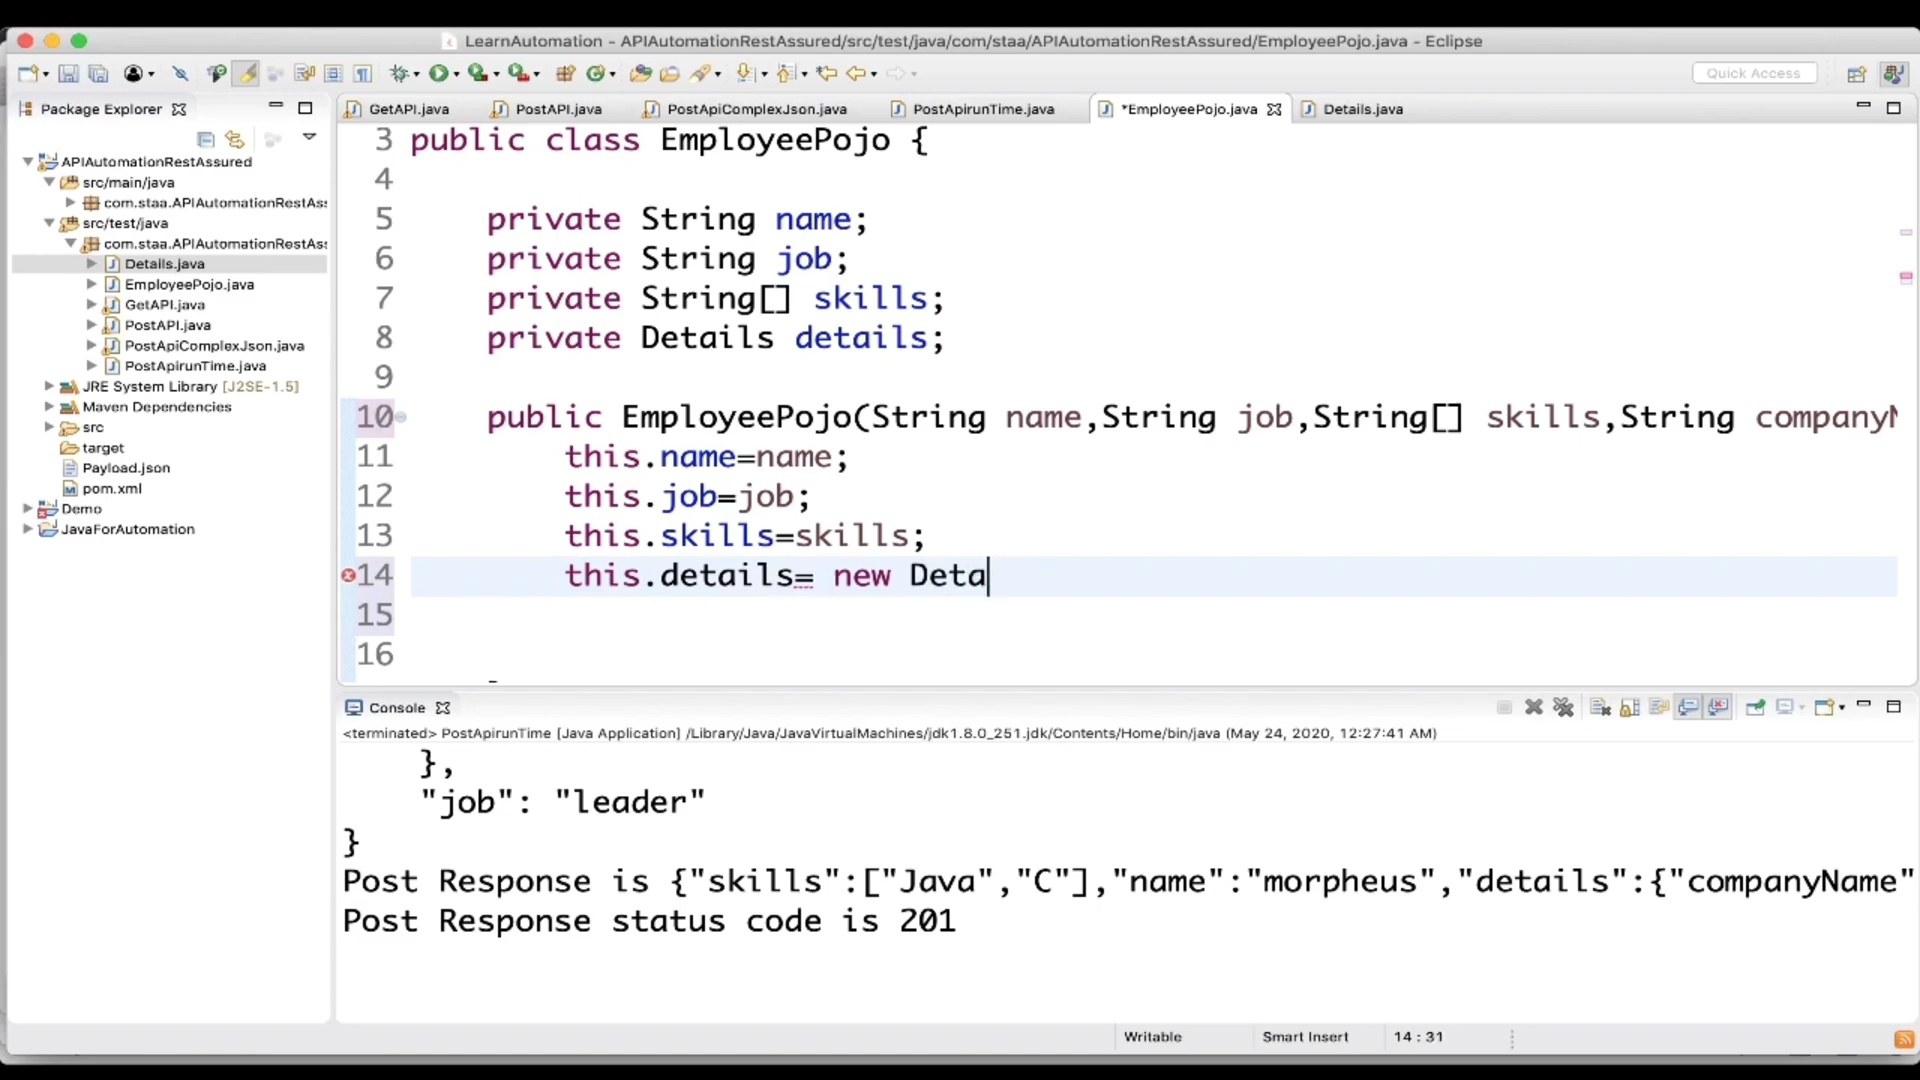 LearnAutomation - APIAutomationRestAssured/src/test/java/com/staa/APIAutomationRestAssured/EmployeePojo.java - Eclipse
Quick Access
Package Explorer
GetAPI.java
PostAPI.java
PostApiComplexJson.java
PostApirunTime.java
*EmployeePojo.java
Details.java
APIAutomationRestAssured
src/main/java
com.staa.APIAutomationRestAs
src/test/java
com.staa.APIAutomationRestAs
Details.java
EmployeePojo.java
GetAPI.java
PostAPI.java
PostApiComplexJson.java
PostApirunTime.java
JRE System Library [J2SE-1.5]
Maven Dependencies
src
target
Payload.json
pom.xml
Demo
JavaForAutomation
3 public class EmployeePojo {
4
5 private String name;
6 private String job;
7 private String[] skills;
8 private Details details;
9
10 public EmployeePojo(String name,String job,String[] skills,String companyN
11 this.name=name;
12 this.job=job;
13 this.skills=skills;
14 this.details= new Deta
15
16
Console
<terminated> PostApirunTime [Java Application] /Library/Java/JavaVirtualMachines/jdk1.8.0_251.jdk/Contents/Home/bin/java (May 24, 2020, 12:27:41 AM)
},
"job": "leader"
}
Post Response is {"skills":["Java","C"],"name":"morpheus","details":{"companyName"
Post Response status code is 201
Writable
Smart Insert
14 : 31